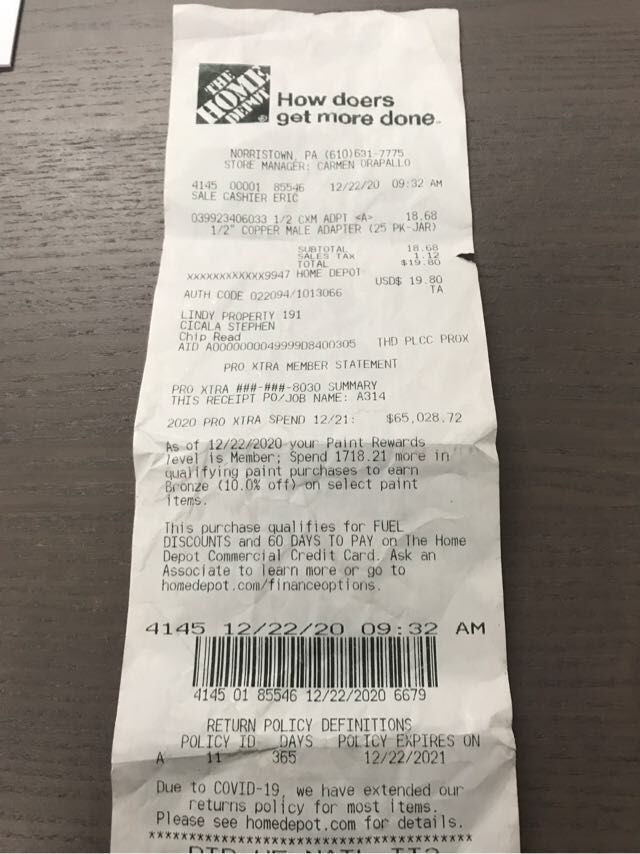 THE
HOME
DEPOT
How doers
get more done.
NORRISTOWN, PA (610)631-7775
STORE MANAGER: CARMEN ORAPALLO
4145 00001 85546 12/22/20 09:32 AM
SALE CASHIER ERIC
039923406033 1/2 CXM ADPT <A> 18.68
1/2" COPPER MALE ADAPTER (25 PK-JAR)
SUBTOTAL 18.68
SALES TAX 1.12
TOTAL $19.80
XXXXXXXXXXXX9947 HOME DEPOT
USD$ 19.80
AUTH CODE 022094/1013066 TA
LINDY PROPERTY 191
CICALA STEPHEN
Chip Read
AID A0000000049999D8400305 THD PLCC PROX
PRO XTRA MEMBER STATEMENT
PRO XTRA ###-###-8030 SUMMARY
THIS RECEIPT PO/JOB NAME: A314
2020 PRO XTRA SPEND 12/21: $65,028.72
As of 12/22/2020 your Paint Rewards
level is Member; Spend 1718.21 more in
qualifying paint purchases to earn
Bronze (10.0% off) on select paint
items.
This purchase qualifies for FUEL
DISCOUNTS and 60 DAYS TO PAY on The Home
Depot Commercial Credit Card. Ask an
Associate to learn more or go to
homedepot.com/financeoptions.
4145 12/22/20 09:32 AM
4145 01 85546 12/22/2020 6679
RETURN POLICY DEFINITIONS
POLICY ID DAYS POLICY EXPIRES ON
A 11 365 12/22/2021
Due to COVID-19, we have extended our
returns policy for most items.
Please see homedepot.com for details.
****************************************